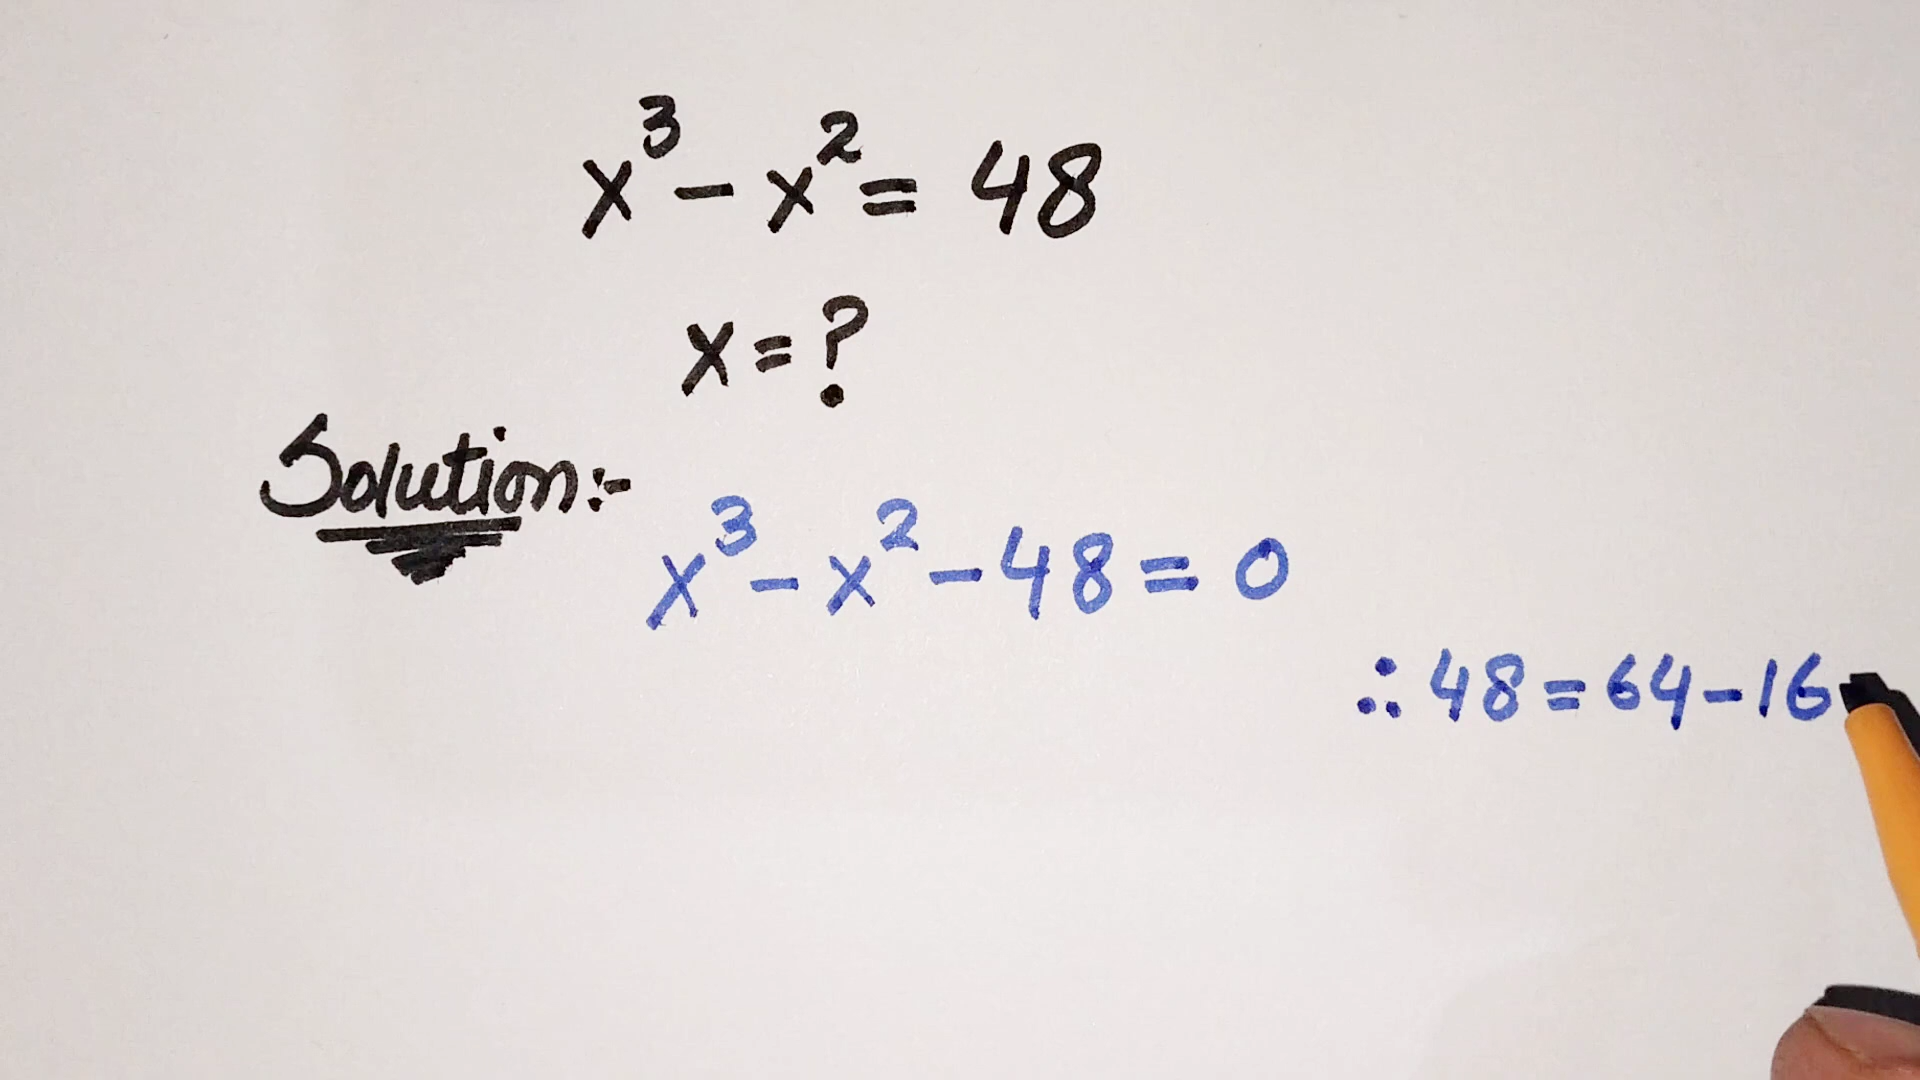 x³ - x² = 48
x = ?
Solution:-
x³ - x² - 48 = 0
∴ 48 = 64 - 16